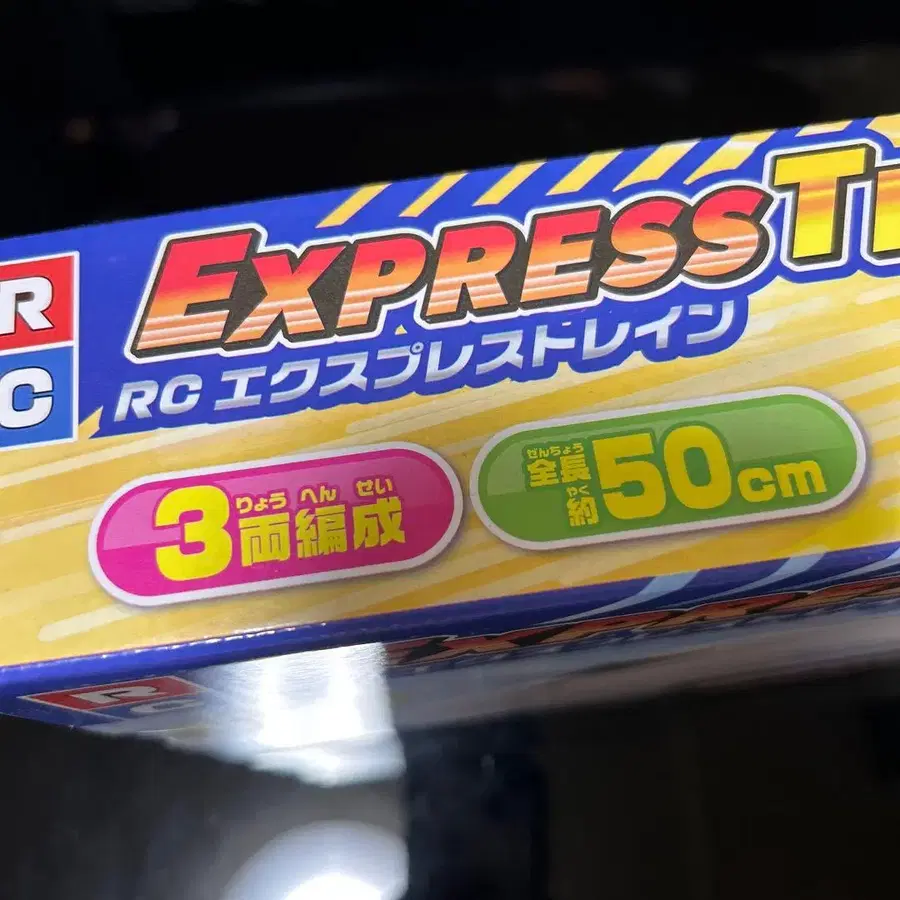 R
C
EXPRESS T
RC エクスプレストレイン
りょう へん せい
3両編成
ぜんちょう
全長
やく
約50cm
R
C